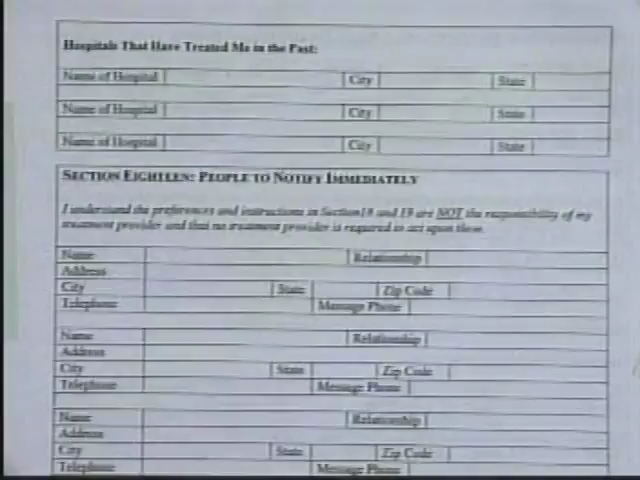 Hospitals That Have Treated Me in the Past:
Name of Hospital City State
Name of Hospital City State
Name of Hospital City State
SECTION EIGHTEEN: PEOPLE TO NOTIFY IMMEDIATELY
I understand the preferences and instructions in Section18 and 19 are NOT the responsibility of my
treatment provider and that no treatment provider is required to act upon them.
Name Relationship
Address
City State Zip Code
Telephone Message Phone
Name Relationship
Address
City State Zip Code
Telephone Message Phone
Name Relationship
Address
City State Zip Code
Telephone Message Phone